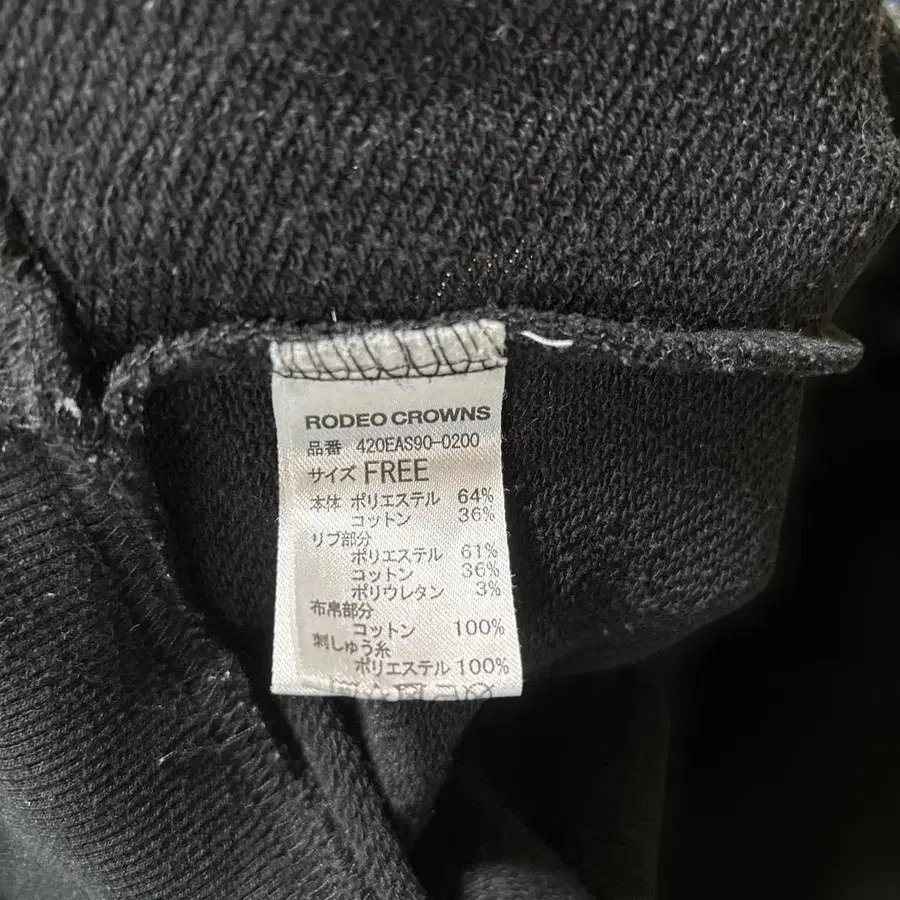 RODEO CROWNS
品番 420EAS90-0200
サイズ FREE
本体 ポリエステル 64%
コットン 36%
リブ部分
ポリエステル 61%
コットン 36%
ポリウレタン 3%
布帛部分
コットン 100%
刺しゅう糸
ポリエステル 100%